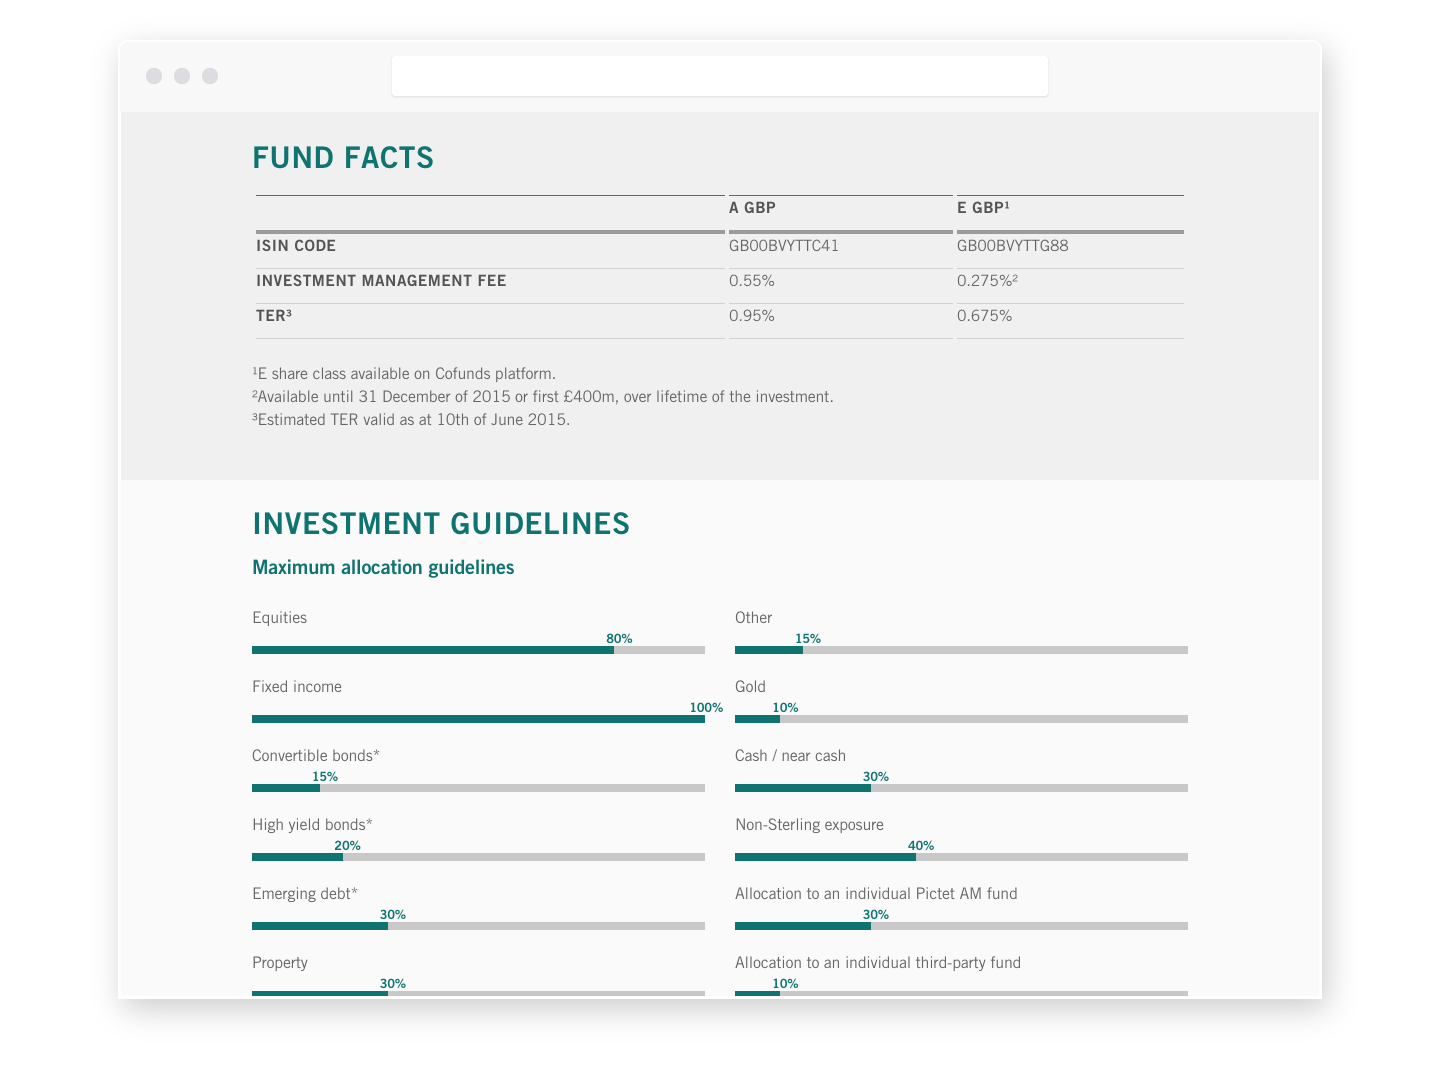 FUND FACTS
A GBP E GBP¹
ISIN CODE GB00BVYTTC41 GB00BVYTTG88
INVESTMENT MANAGEMENT FEE 0.55% 0.275%²
TER³ 0.95% 0.675%
¹E share class available on Cofunds platform.
²Available until 31 December of 2015 or first £400m, over lifetime of the investment.
³Estimated TER valid as at 10th of June 2015.
INVESTMENT GUIDELINES
Maximum allocation guidelines
Equities
80%
Fixed income
100%
Convertible bonds*
15%
High yield bonds*
20%
Emerging debt*
30%
Property
30%
Other
15%
Gold
10%
Cash / near cash
30%
Non-Sterling exposure
40%
Allocation to an individual Pictet AM fund
30%
Allocation to an individual third-party fund
10%